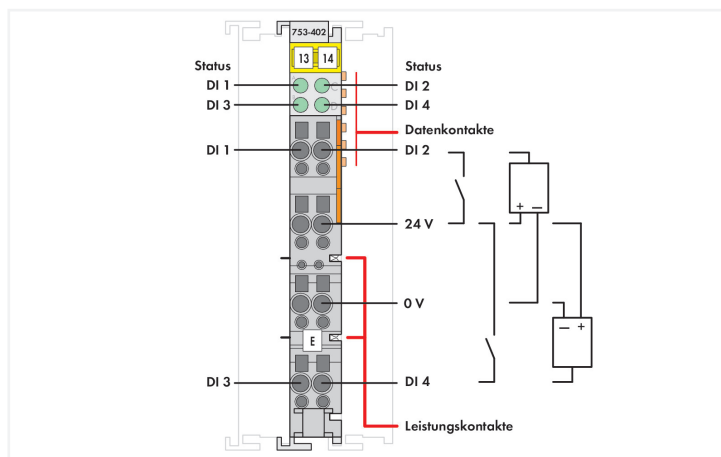 753-402
13 14
Status Status
DI 1 DI 2
DI 3 DI 4
Datenkontakte
DI 1 DI 2
+ –
24 V
0 V
– +
E
DI 3 DI 4
Leistungskontakte